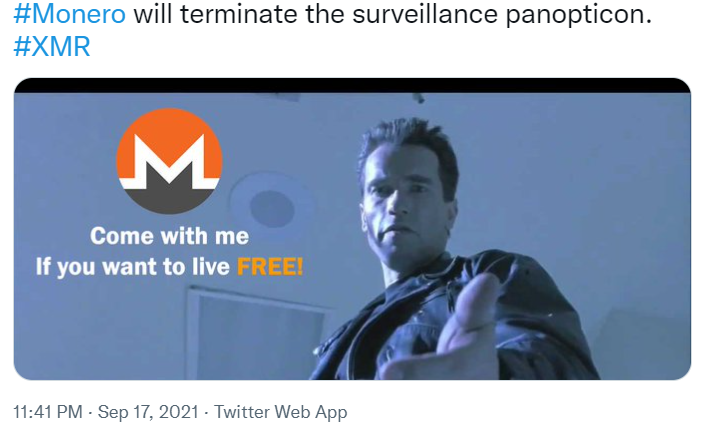 #Monero will terminate the surveillance panopticon.
#XMR
Come with me
If you want to live FREE!
11:41 PM · Sep 17, 2021 · Twitter Web App